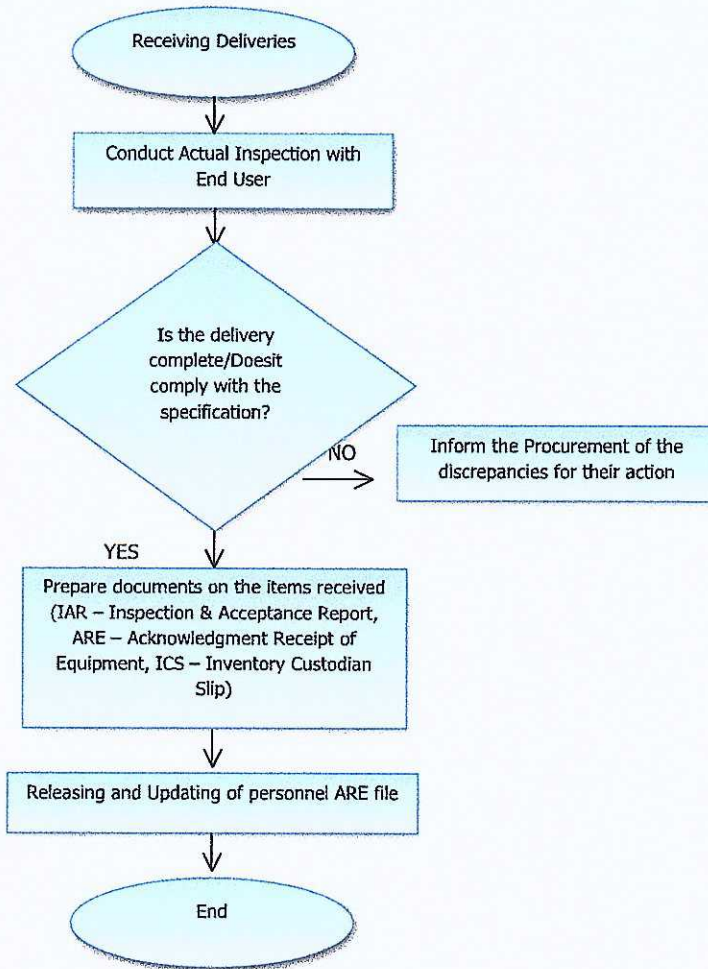 Receiving Deliveries
Conduct Actual Inspection with
End User
Is the delivery
complete/Doesit
comply with the
specification?
NO
Inform the Procurement of the
discrepancies for their action
YES
Prepare documents on the items received
(IAR – Inspection & Acceptance Report,
ARE – Acknowledgment Receipt of
Equipment, ICS – Inventory Custodian
Slip)
Releasing and Updating of personnel ARE file
End